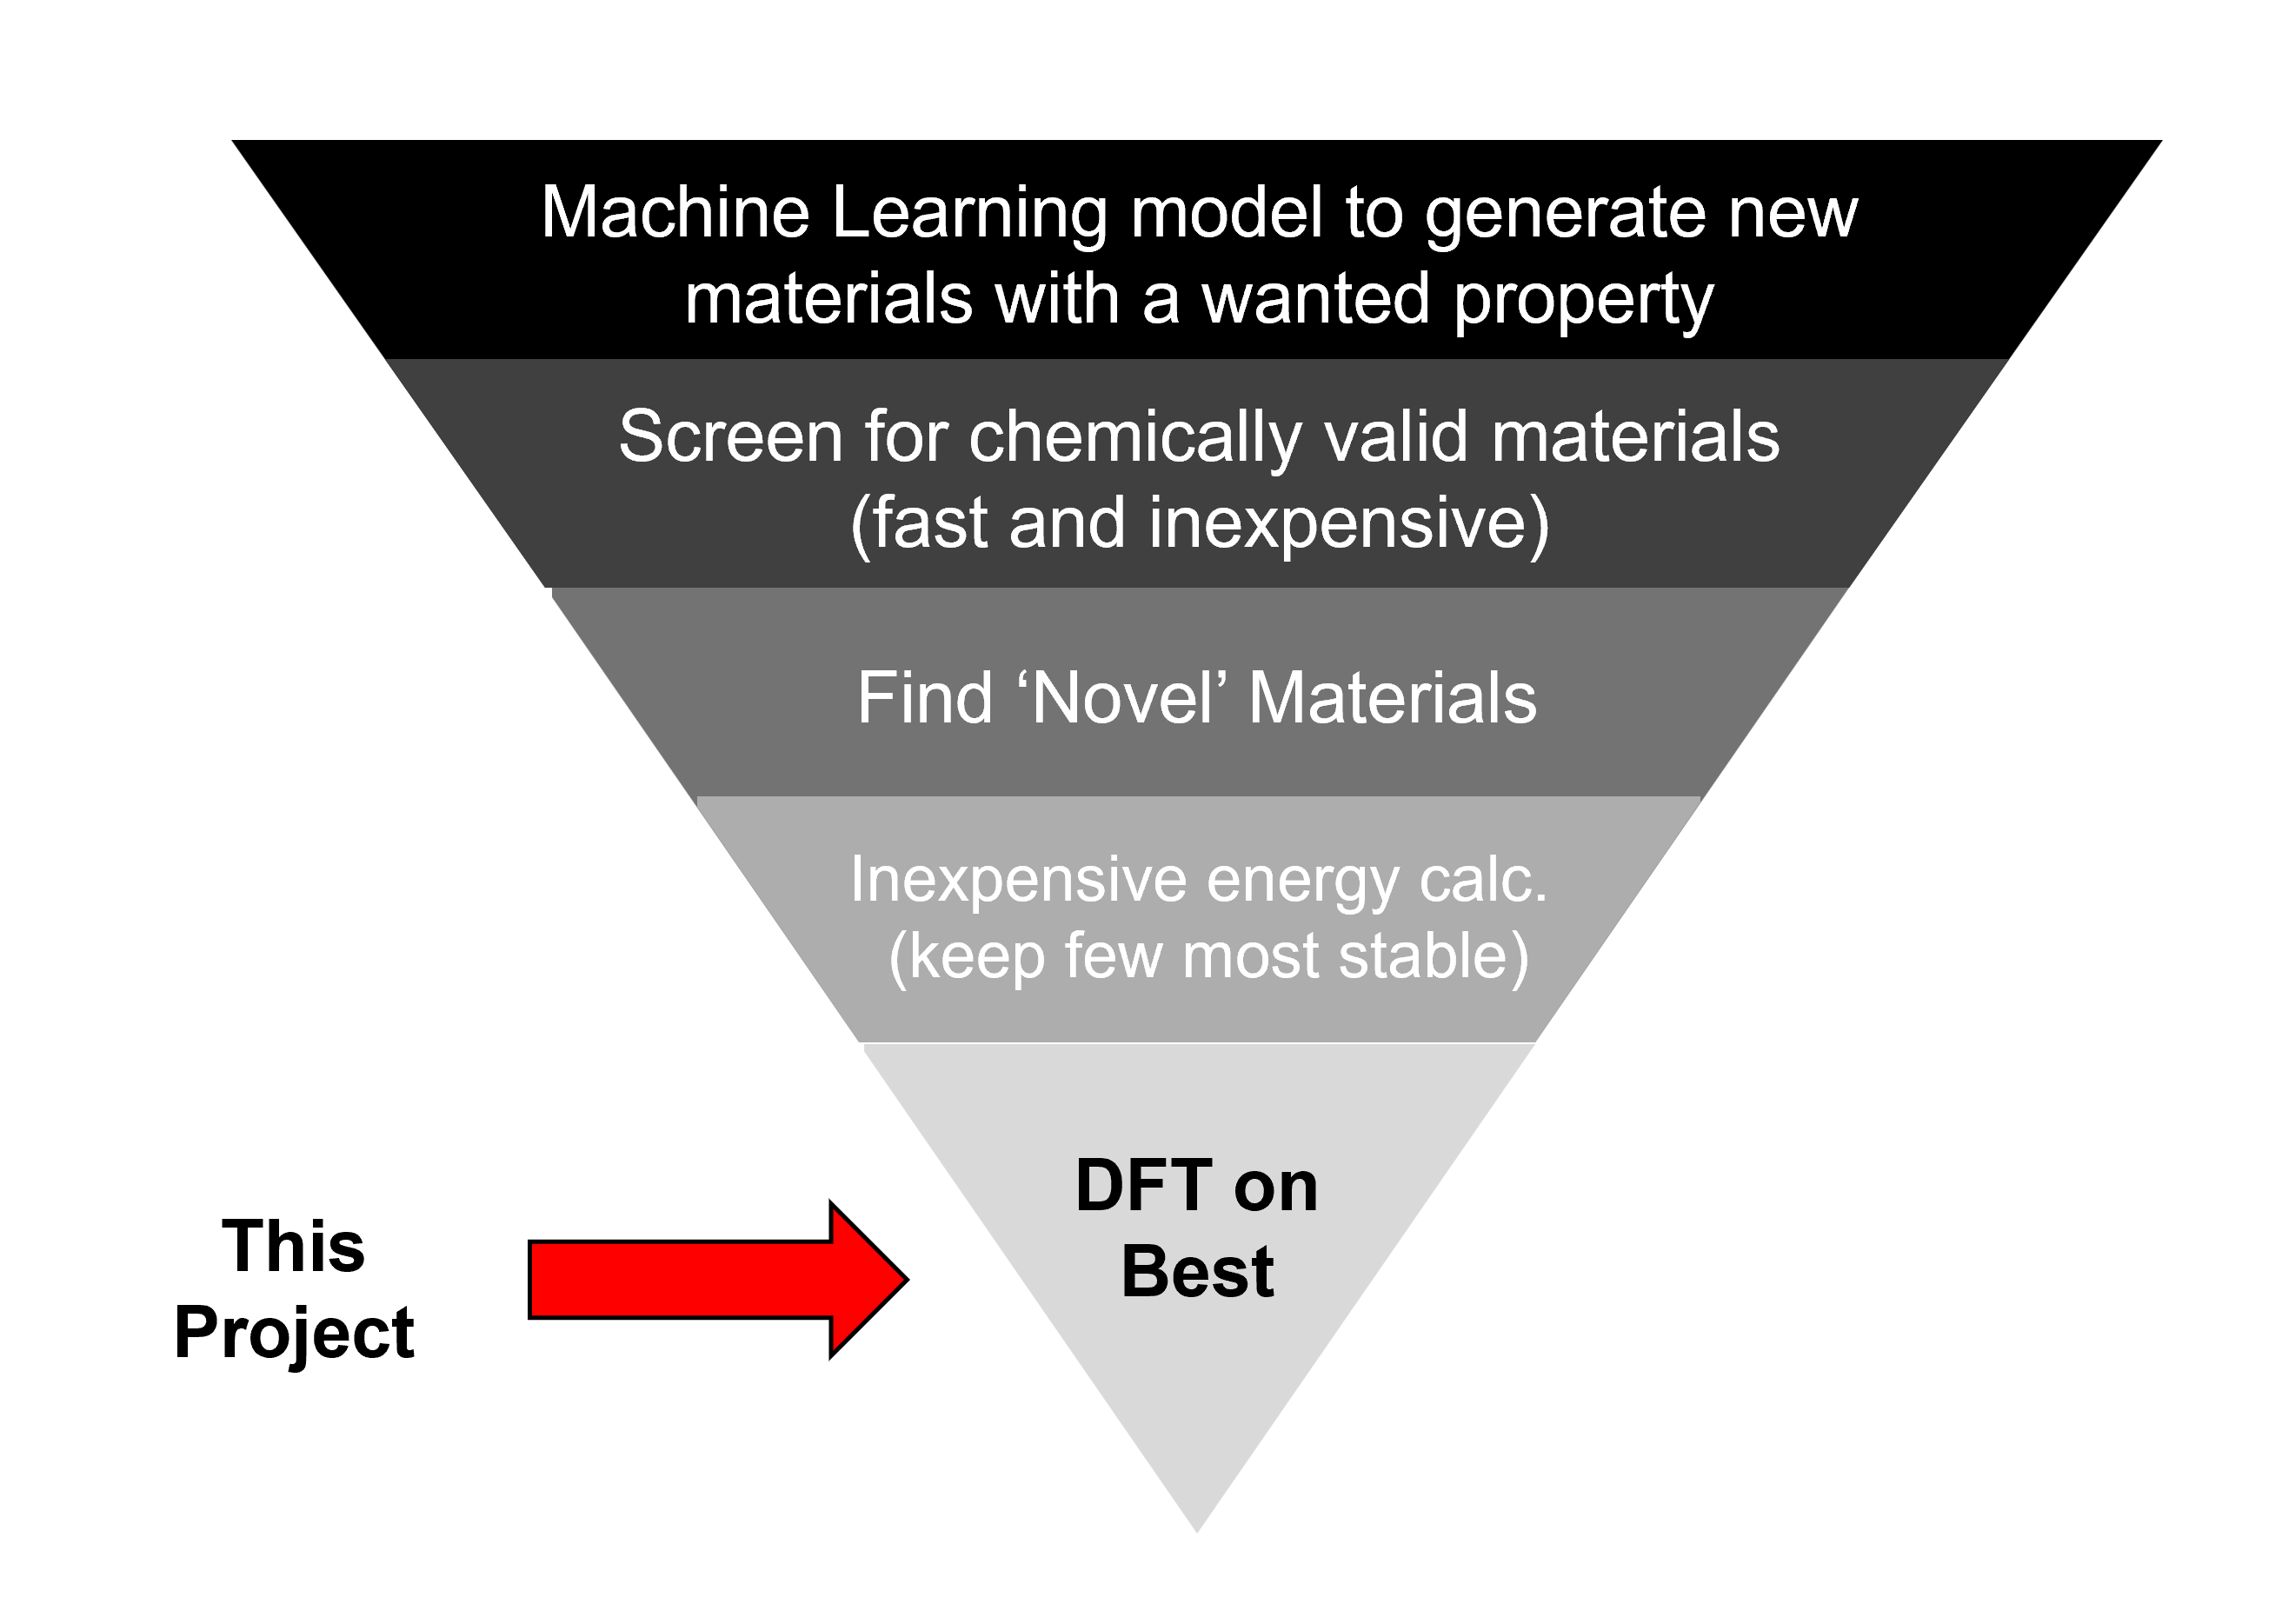 Machine Learning model to generate new
materials with a wanted property
Screen for chemically valid materials
(fast and inexpensive)
Find ‘Novel’ Materials
Inexpensive energy calc.
(keep few most stable)
DFT on
Best
This
Project